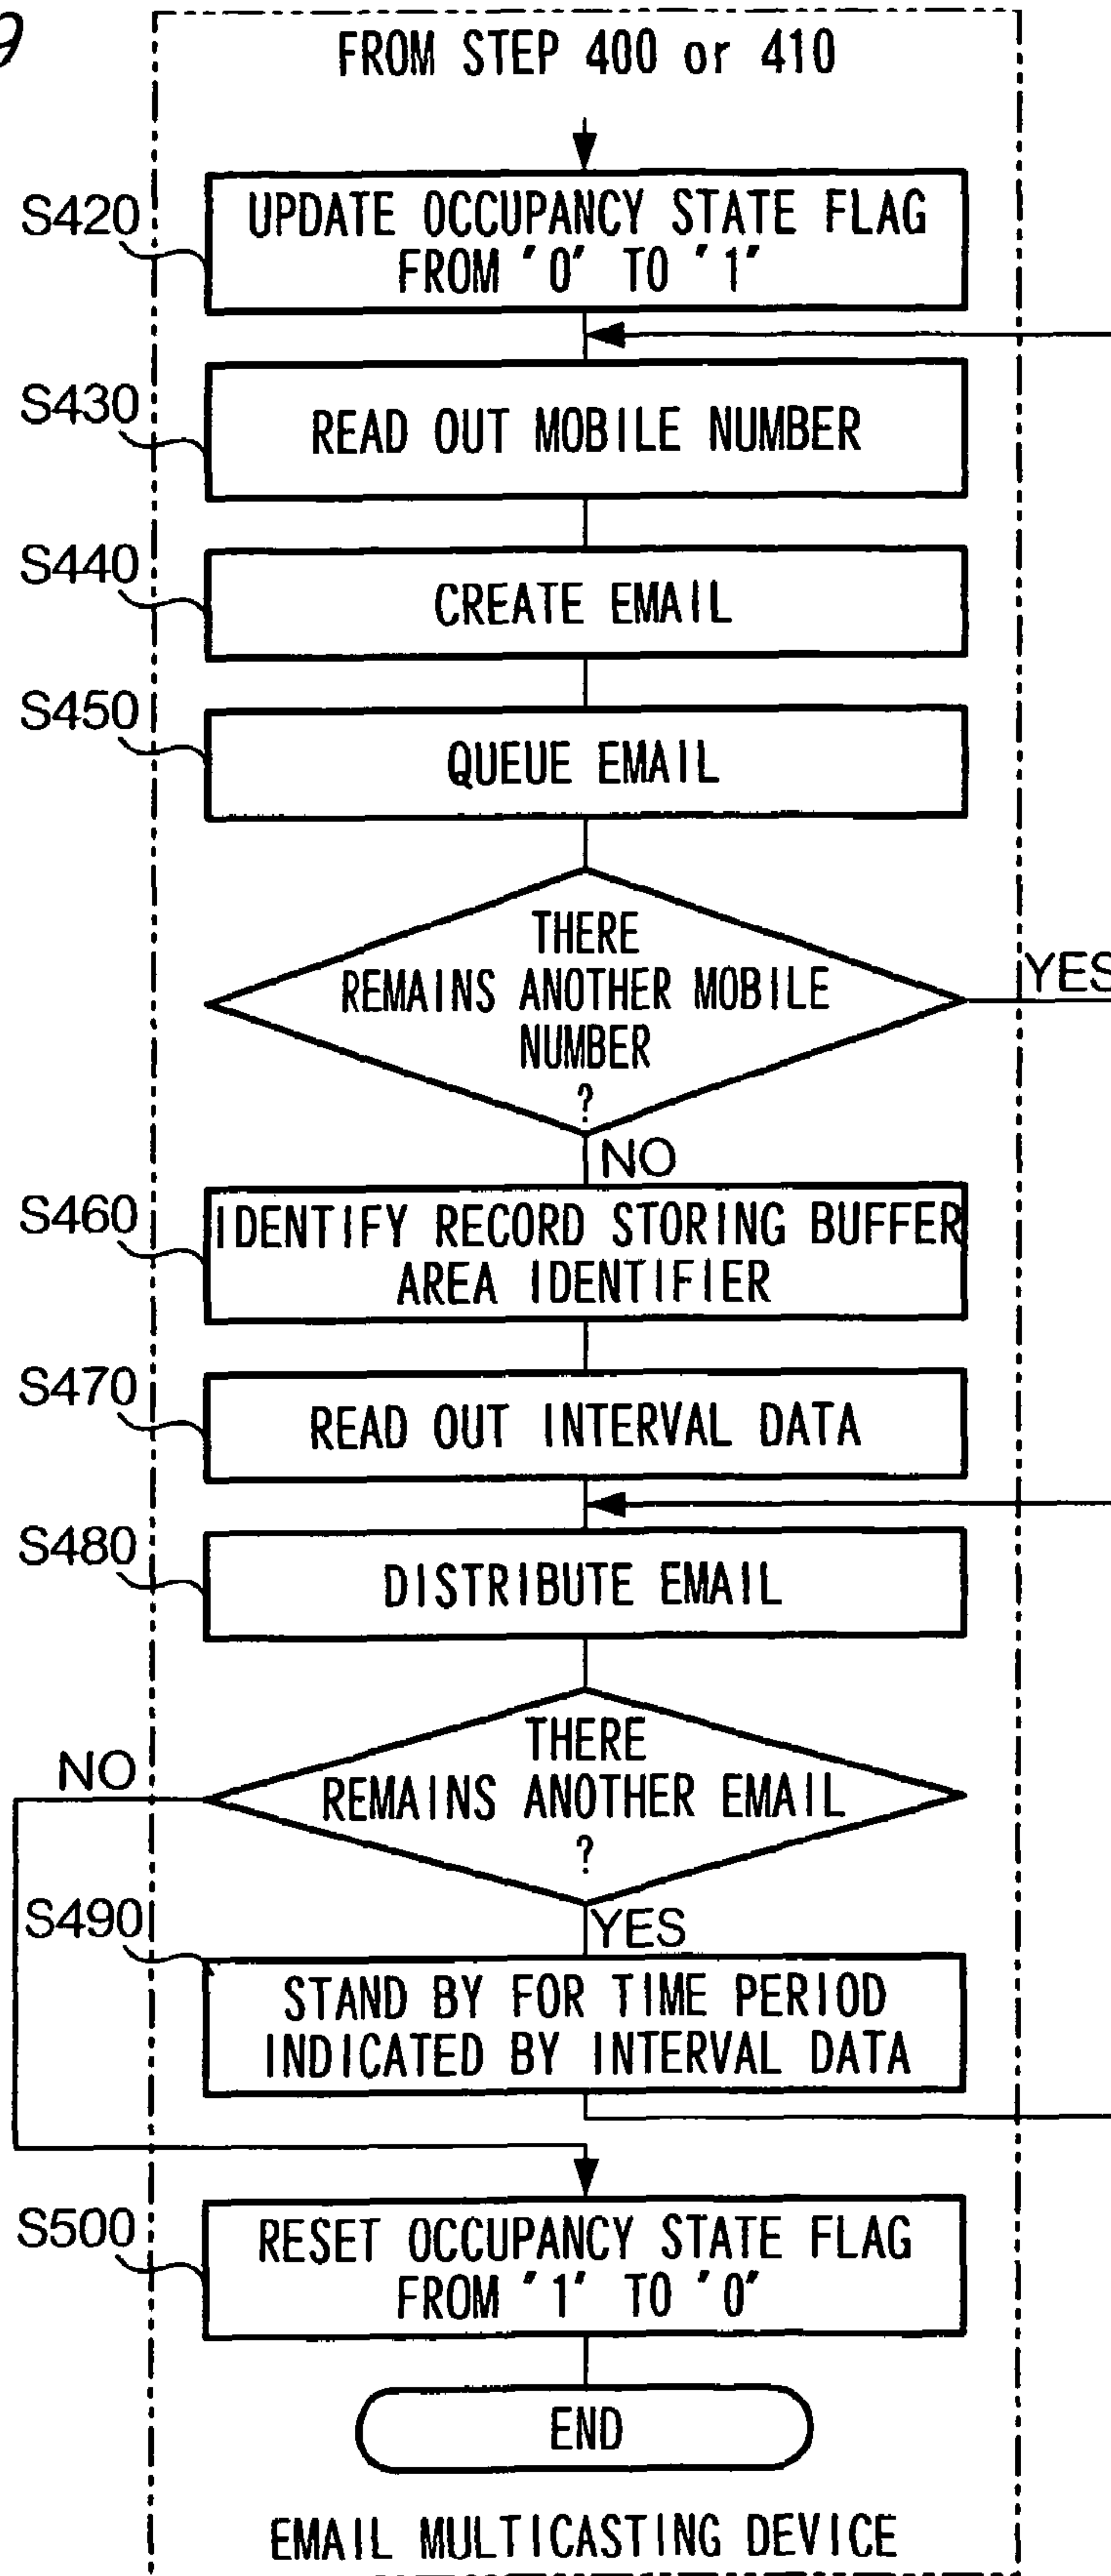 FROM STEP 400 or 410
S420
UPDATE OCCUPANCY STATE FLAG
FROM "0" TO "1"
S430
READ OUT MOBILE NUMBER
S440
CREATE EMAIL
S450
QUEUE EMAIL
THERE
REMAINS ANOTHER MOBILE
NUMBER
?
YES
NO
S460
IDENTIFY RECORD STORING BUFFER
AREA IDENTIFIER
S470
READ OUT INTERVAL DATA
S480
DISTRIBUTE EMAIL
THERE
REMAINS ANOTHER EMAIL
?
NO
YES
S490
STAND BY FOR TIME PERIOD
INDICATED BY INTERVAL DATA
S500
RESET OCCUPANCY STATE FLAG
FROM "1" TO "0"
END
EMAIL MULTICASTING DEVICE